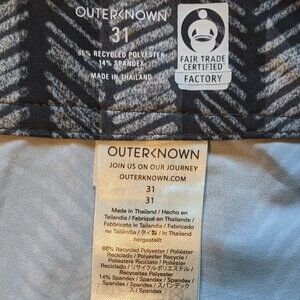 OUTERKNOWN
31
86% RECYCLED POLYESTER
14% SPANDEX
MADE IN THAILAND
FAIR TRADE
CERTIFIED
FACTORY
OUTERKNOWN
JOIN US ON OUR JOURNEY
OUTERKNOWN.COM
31
31
Made in Thailand / Hecho en
Tailandia / Fabriqué en Thailande /
Fabbricato in Tailandia / Fabricado
na Tailândia / タイ製 / In Thailand
hergestellt
86% Recycled Polyester / Poliéster
Reciclado / Recyclé Polyester /
Poliestere Riciclato / Poliéster
Reciclado / リサイクルポリエステル /
Recyceltes Polyester
14% Spandex / Spandex / Spandex
/ Spandex / Spandex / スパンデック
ス / Spandex